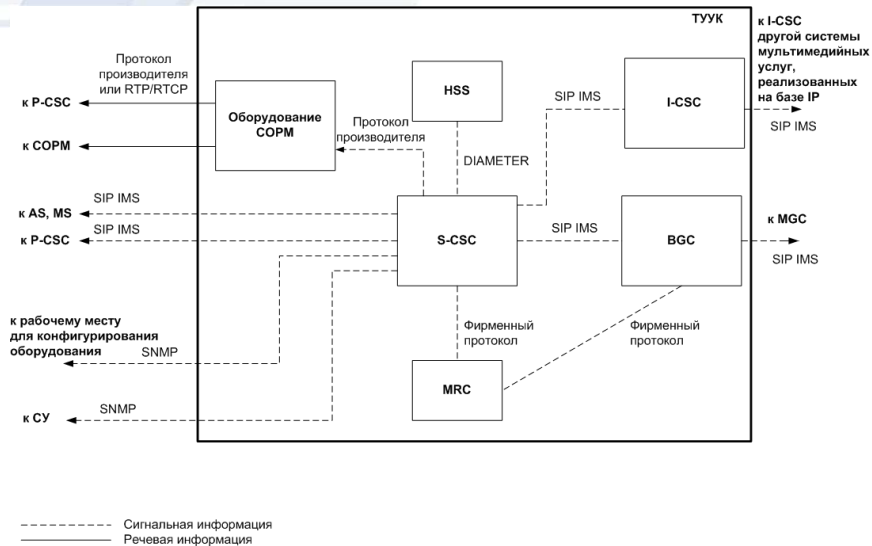 ТУУК
к I-CSC
другой системы
мультимедийных
услуг,
реализованных
на базе IP
SIP IMS
Протокол
производителя
или RTP/RTCP
к P-CSC
к СОРМ
Оборудование
СОРМ
HSS
SIP IMS
I-CSC
Протокол
производителя
DIAMETER
SIP IMS
к AS, MS
SIP IMS
к P-CSC
S-CSC
SIP IMS
BGC
к MGC
SIP IMS
к рабочему месту
для конфигурирования
оборудования
SNMP
Фирменный
протокол
Фирменный
протокол
MRC
SNMP
к СУ
Сигнальная информация
Речевая информация